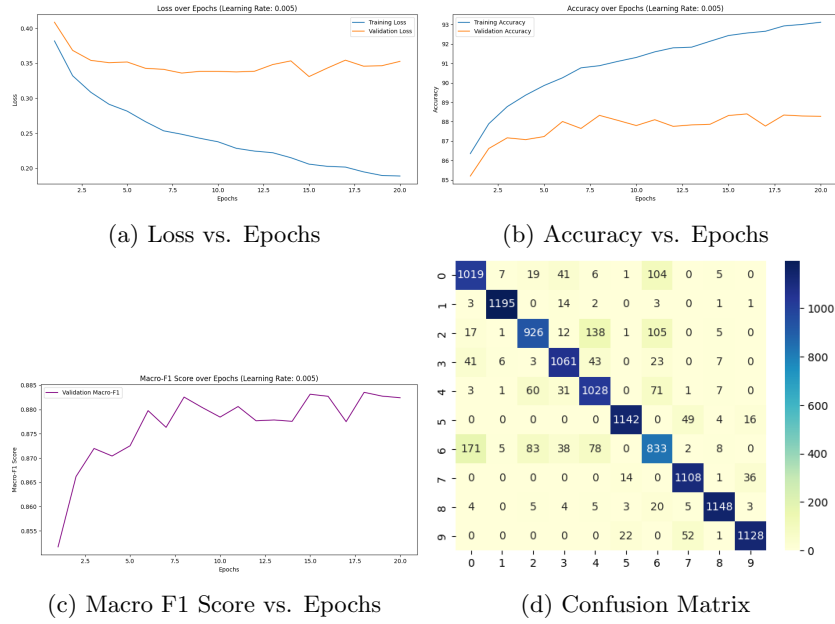 Loss over Epochs (Learning Rate: 0.005)
Training Loss
Validation Loss
0.40
0.35
0.30
0.25
0.20
Loss
2.5 5.0 7.5 10.0 12.5 15.0 17.5 20.0
Epochs
(a) Loss vs. Epochs
Accuracy over Epochs (Learning Rate: 0.005)
Training Accuracy
Validation Accuracy
93
92
91
90
89
88
87
86
85
Accuracy
2.5 5.0 7.5 10.0 12.5 15.0 17.5 20.0
Epochs
(b) Accuracy vs. Epochs
Macro-F1 Score over Epochs (Learning Rate: 0.005)
Validation Macro-F1
0.885
0.880
0.875
0.870
0.865
0.860
0.855
Macro-F1 Score
2.5 5.0 7.5 10.0 12.5 15.0 17.5 20.0
Epochs
(c) Macro F1 Score vs. Epochs
0 1019 7 19 41 6 1 104 0 5 0
1 3 1195 0 14 2 0 3 0 1 1
2 17 1 926 12 138 1 105 0 5 0
3 41 6 3 1061 43 0 23 0 7 0
4 3 1 60 31 1028 0 71 1 7 0
5 0 0 0 0 0 1142 0 49 4 16
6 171 5 83 38 78 0 833 2 8 0
7 0 0 0 0 0 14 0 1108 1 36
8 4 0 5 4 5 3 20 5 1148 3
9 0 0 0 0 0 22 0 52 1 1128
0 1 2 3 4 5 6 7 8 9
1000
800
600
400
200
0
(d) Confusion Matrix